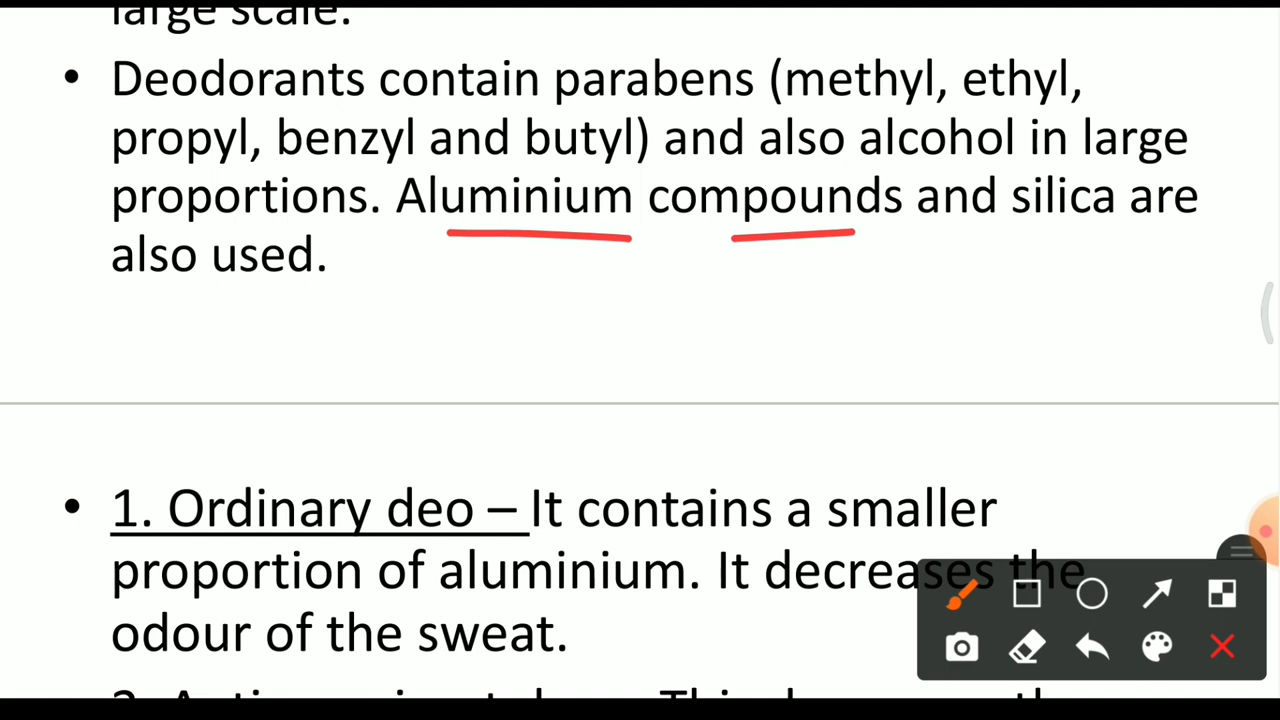 large scale.
• Deodorants contain parabens (methyl, ethyl,
propyl, benzyl and butyl) and also alcohol in large
proportions. Aluminium compounds and silica are
also used.
• 1. Ordinary deo – It contains a smaller
proportion of aluminium. It decreases the
odour of the sweat.